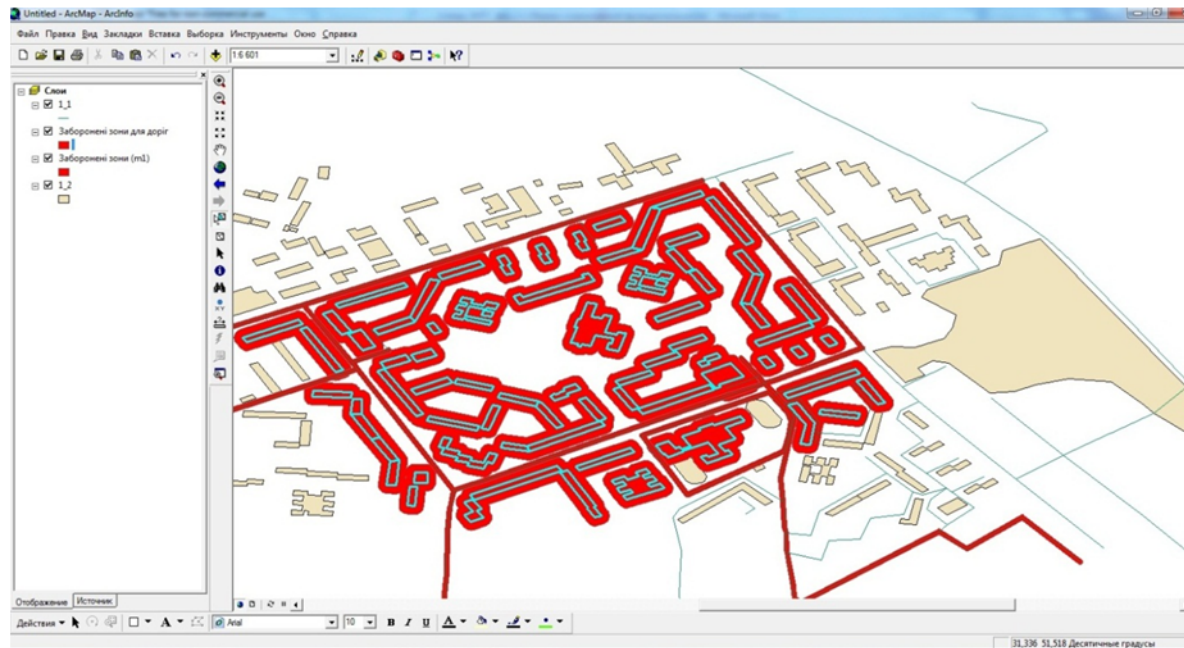 Untitled - ArcMap - ArcInfo
Файл Правка Вид Закладки Вставка Выборка Инструменты Окно Справка
1:6 601
Слои
1_1
Заборонені зони для доріг
Заборонені зони (m1)
1_2
Отображение Источник
Действия A Arial 10 B I U A
31,336 51,518 Десятичные градусы